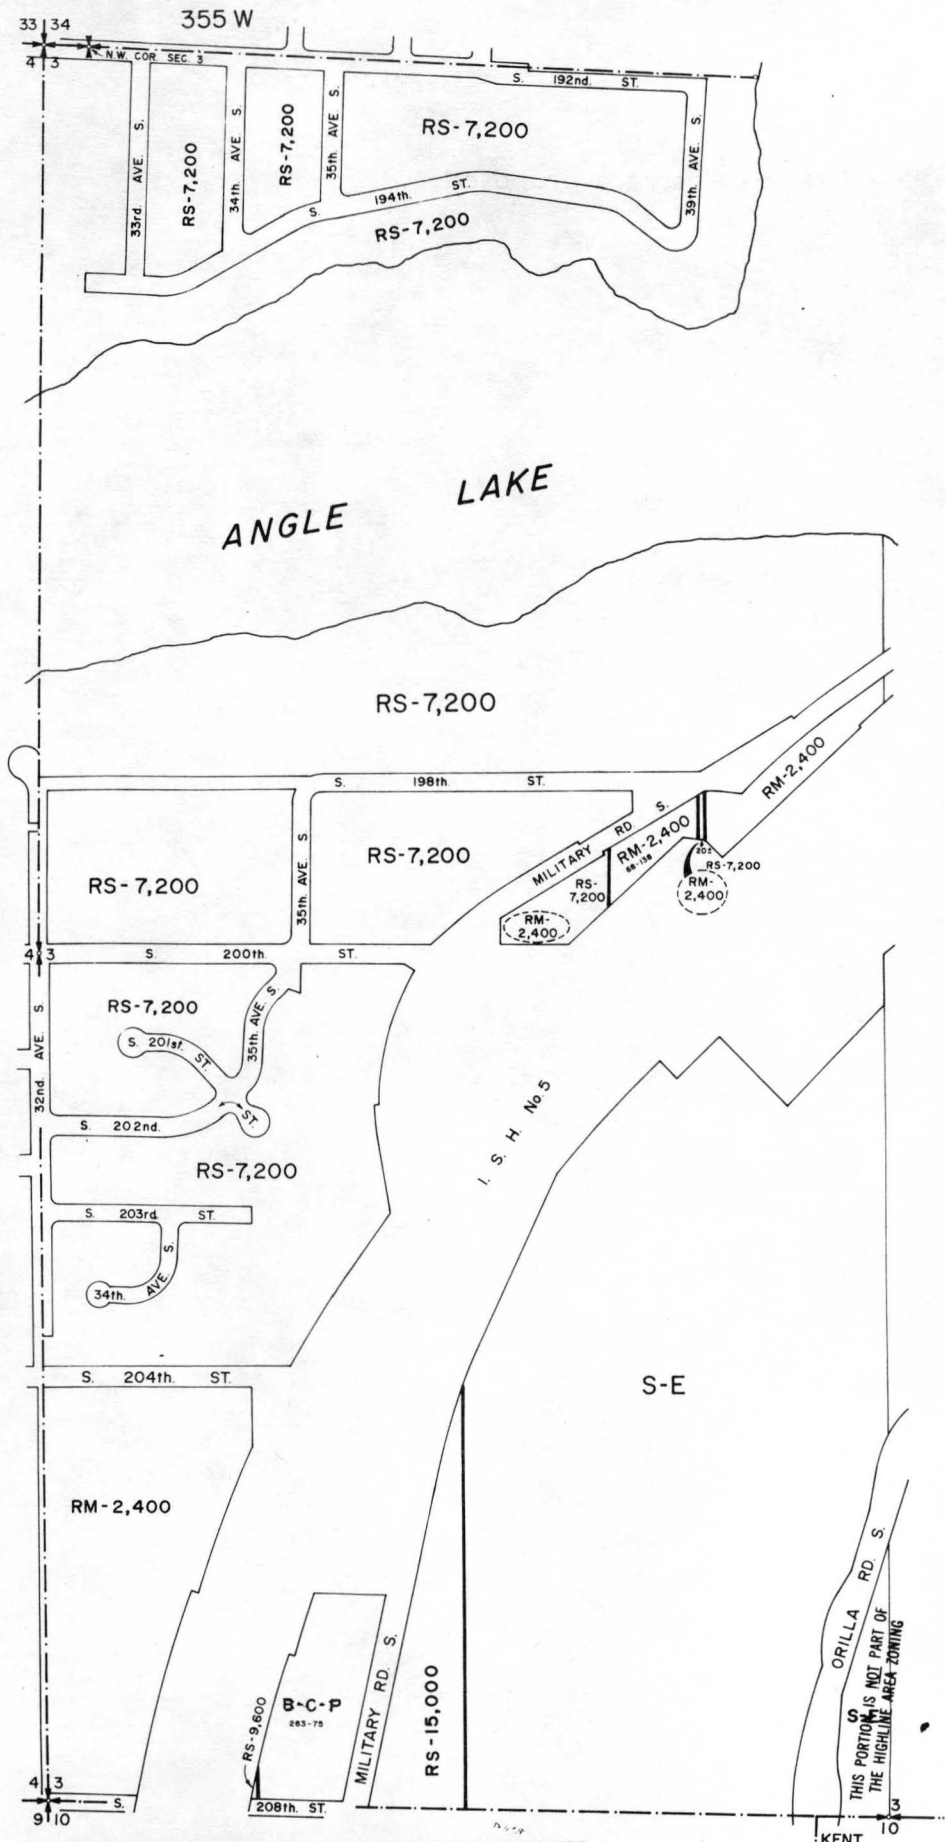 355 W
33 34
4 3
N.W. COR. SEC. 3
S. 192nd. ST.
33rd AVE. S.
RS-7,200
34th AVE S.
RS-7,200
35th AVE S.
RS-7,200
39th AVE S.
S. 194th. ST.
RS-7,200
ANGLE LAKE
RS-7,200
S. 198th. ST.
RM-2,400
RS-7,200
35th AVE S
RS-7,200
MILITARY RD S.
RM-2,400
68-138
RS-
7,200
20±
RS-7,200
RM-
2,400
RM-
2,400
4 3
S. 200th. ST.
32nd. AVE. S.
RS-7,200
S. 201st. ST.
35th. AVE. S.
S. 202nd. ST.
I. S. H. No. 5
RS-7,200
S. 203rd. ST.
34th. AVE. S.
S. 204th. ST.
S-E
RM-2,400
RS-9,600
B-C-P
263-75
MILITARY RD. S.
RS-15,000
ORILLA RD. S.
THIS PORTION IS NOT PART OF
THE HIGHLINE AREA ZONING
4 3
9 10
S. 208th. ST.
3
10
KENT